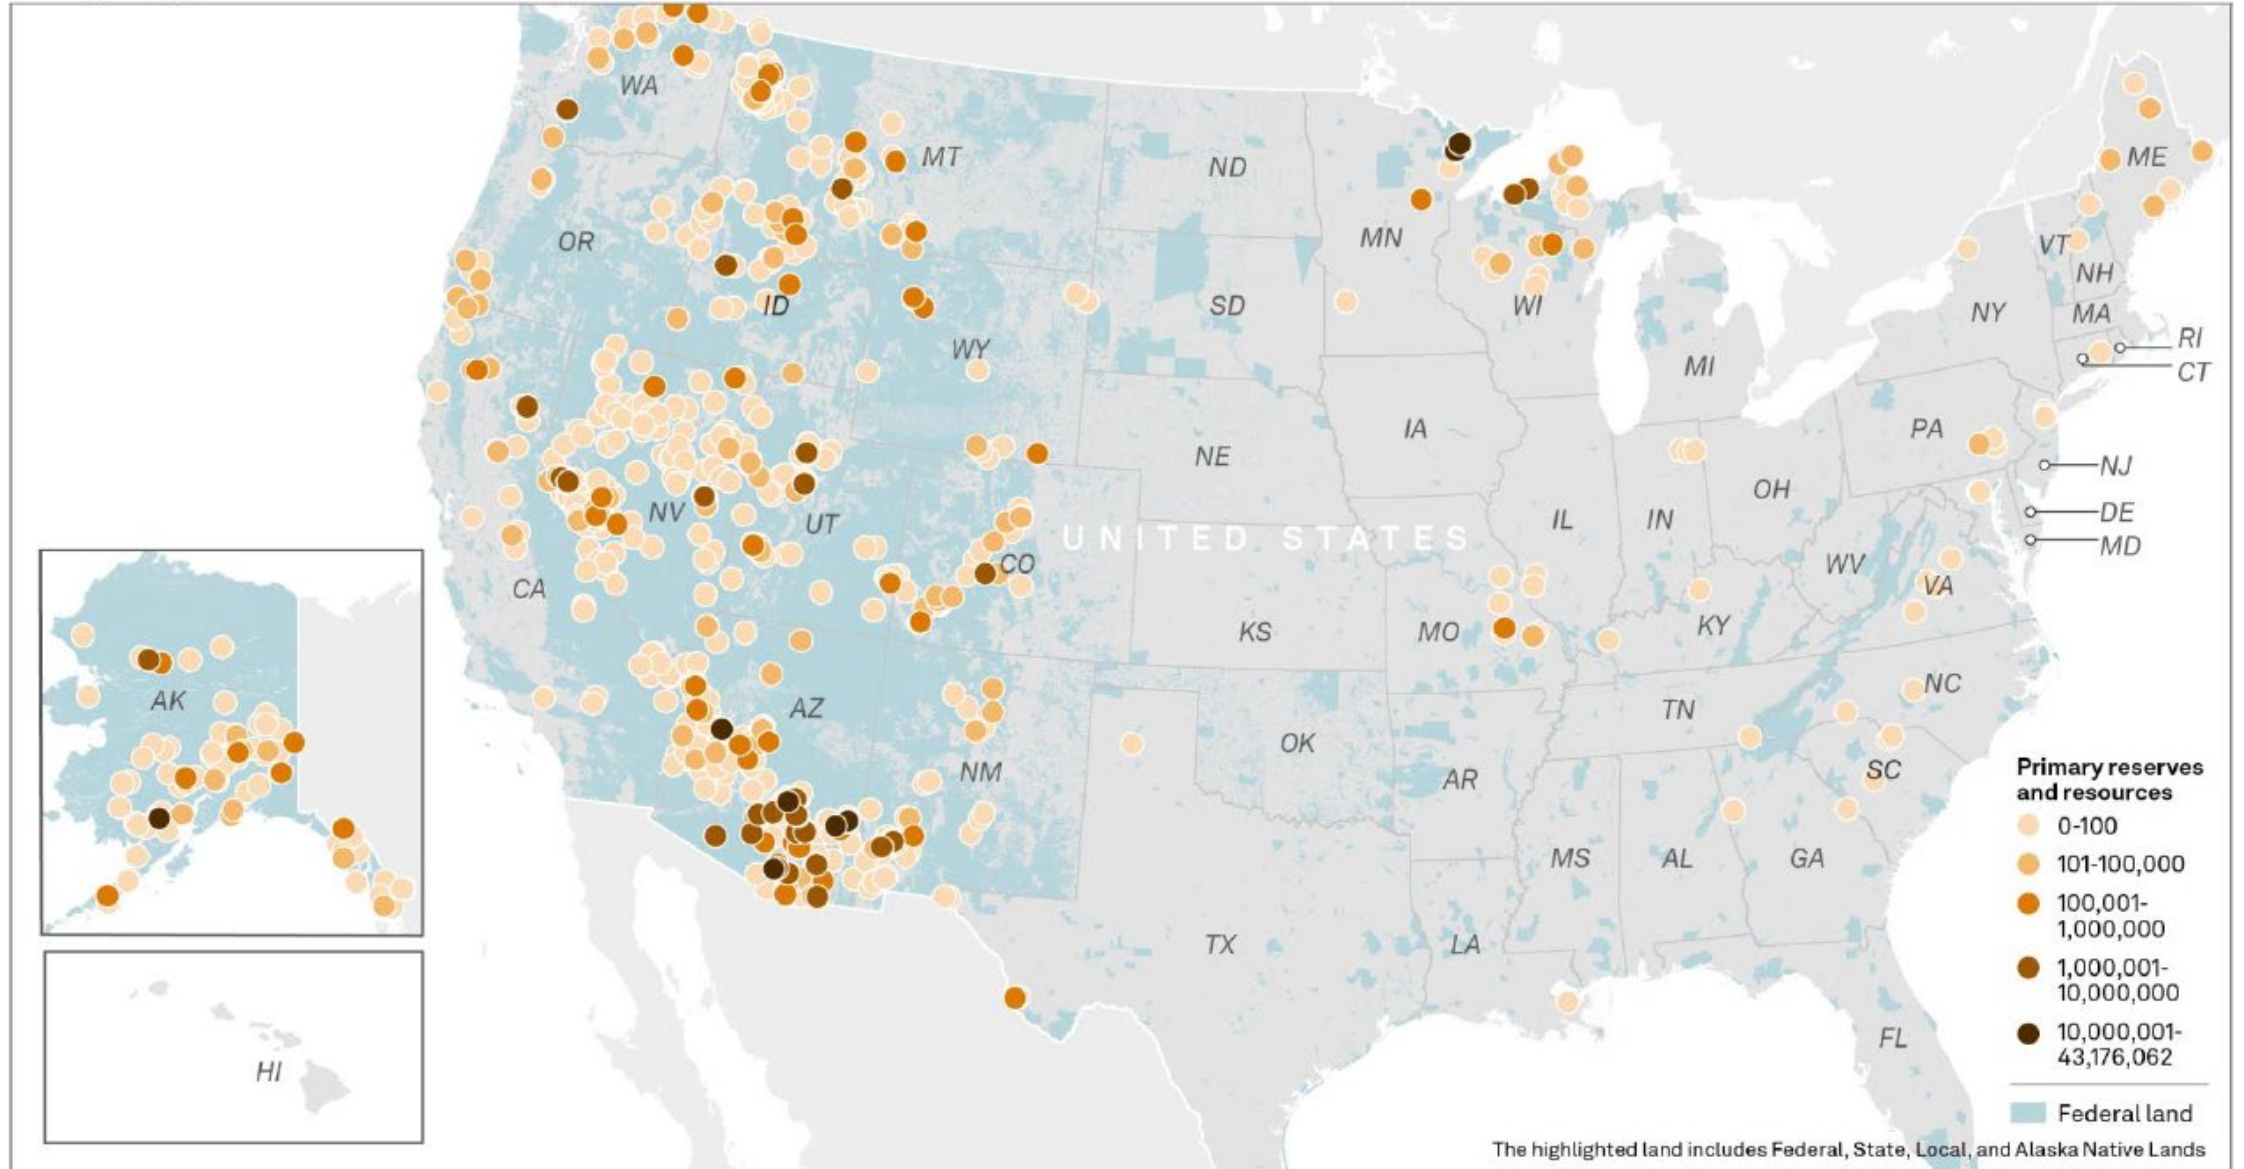 WA
MT
ND
MN
ME
OR
ID
SD
WI
VT
NH
NY
MA
RI
CT
WY
MI
IA
PA
NE
NJ
OH
NV
UT
IL
IN
DE
UNITED STATES
MD
CO
WV
CA
VA
KS
MO
KY
AK
AZ
TN
NC
NM
OK
AR
SC
MS
AL
GA
TX
LA
FL
HI
Primary reserves
and resources
0-100
101-100,000
100,001-
1,000,000
1,000,001-
10,000,000
10,000,001-
43,176,062
Federal land
The highlighted land includes Federal, State, Local, and Alaska Native Lands